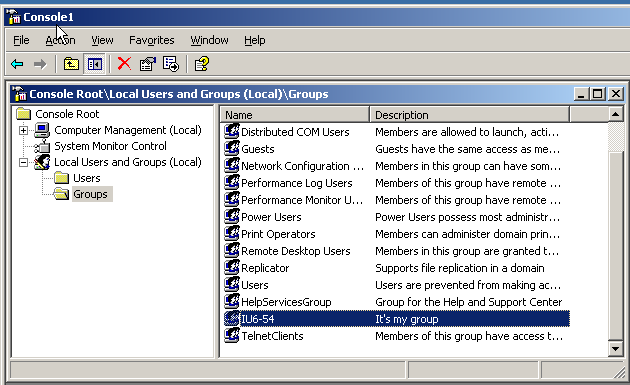 Console1
File Action View Favorites Window Help
Console Root\Local Users and Groups (Local)\Groups
Console Root
Computer Management (Local)
System Monitor Control
Local Users and Groups (Local)
Users
Groups
Name Description
Distributed COM Users Members are allowed to launch, acti...
Guests Guests have the same access as me...
Network Configuration ... Members in this group can have som...
Performance Log Users Members of this group have remote ...
Performance Monitor U... Members of this group have remote ...
Power Users Power Users possess most administr...
Print Operators Members can administer domain prin...
Remote Desktop Users Members in this group are granted t...
Replicator Supports file replication in a domain
Users Users are prevented from making ac...
HelpServicesGroup Group for the Help and Support Center
IU6-54 It's my group
TelnetClients Members of this group have access t...